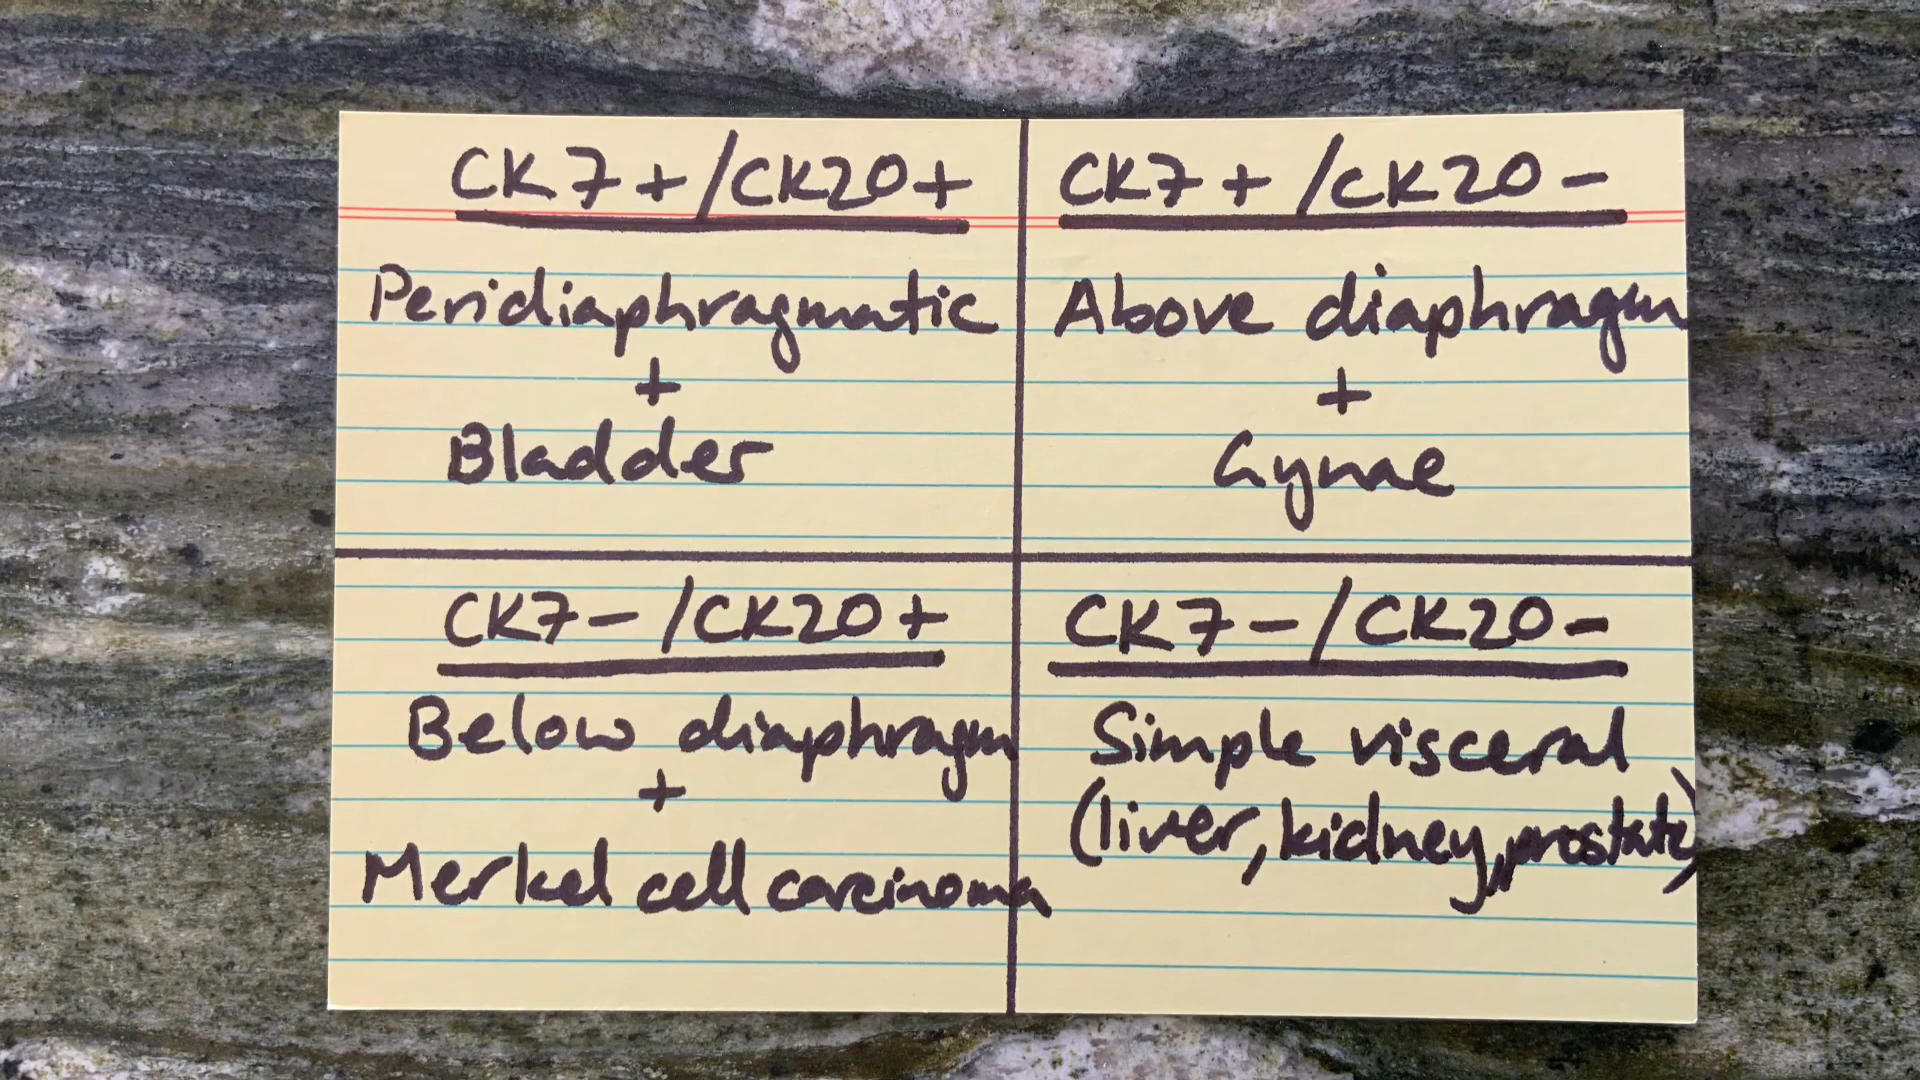 CK7+/CK20+
Peridiaphragmatic
+
Bladder
CK7+/CK20-
Above diaphragm
+
Gynae
CK7-/CK20+
Below diaphragm
+
Merkel cell carcinoma
CK7-/CK20-
Simple visceral
(liver, kidney, prostate)